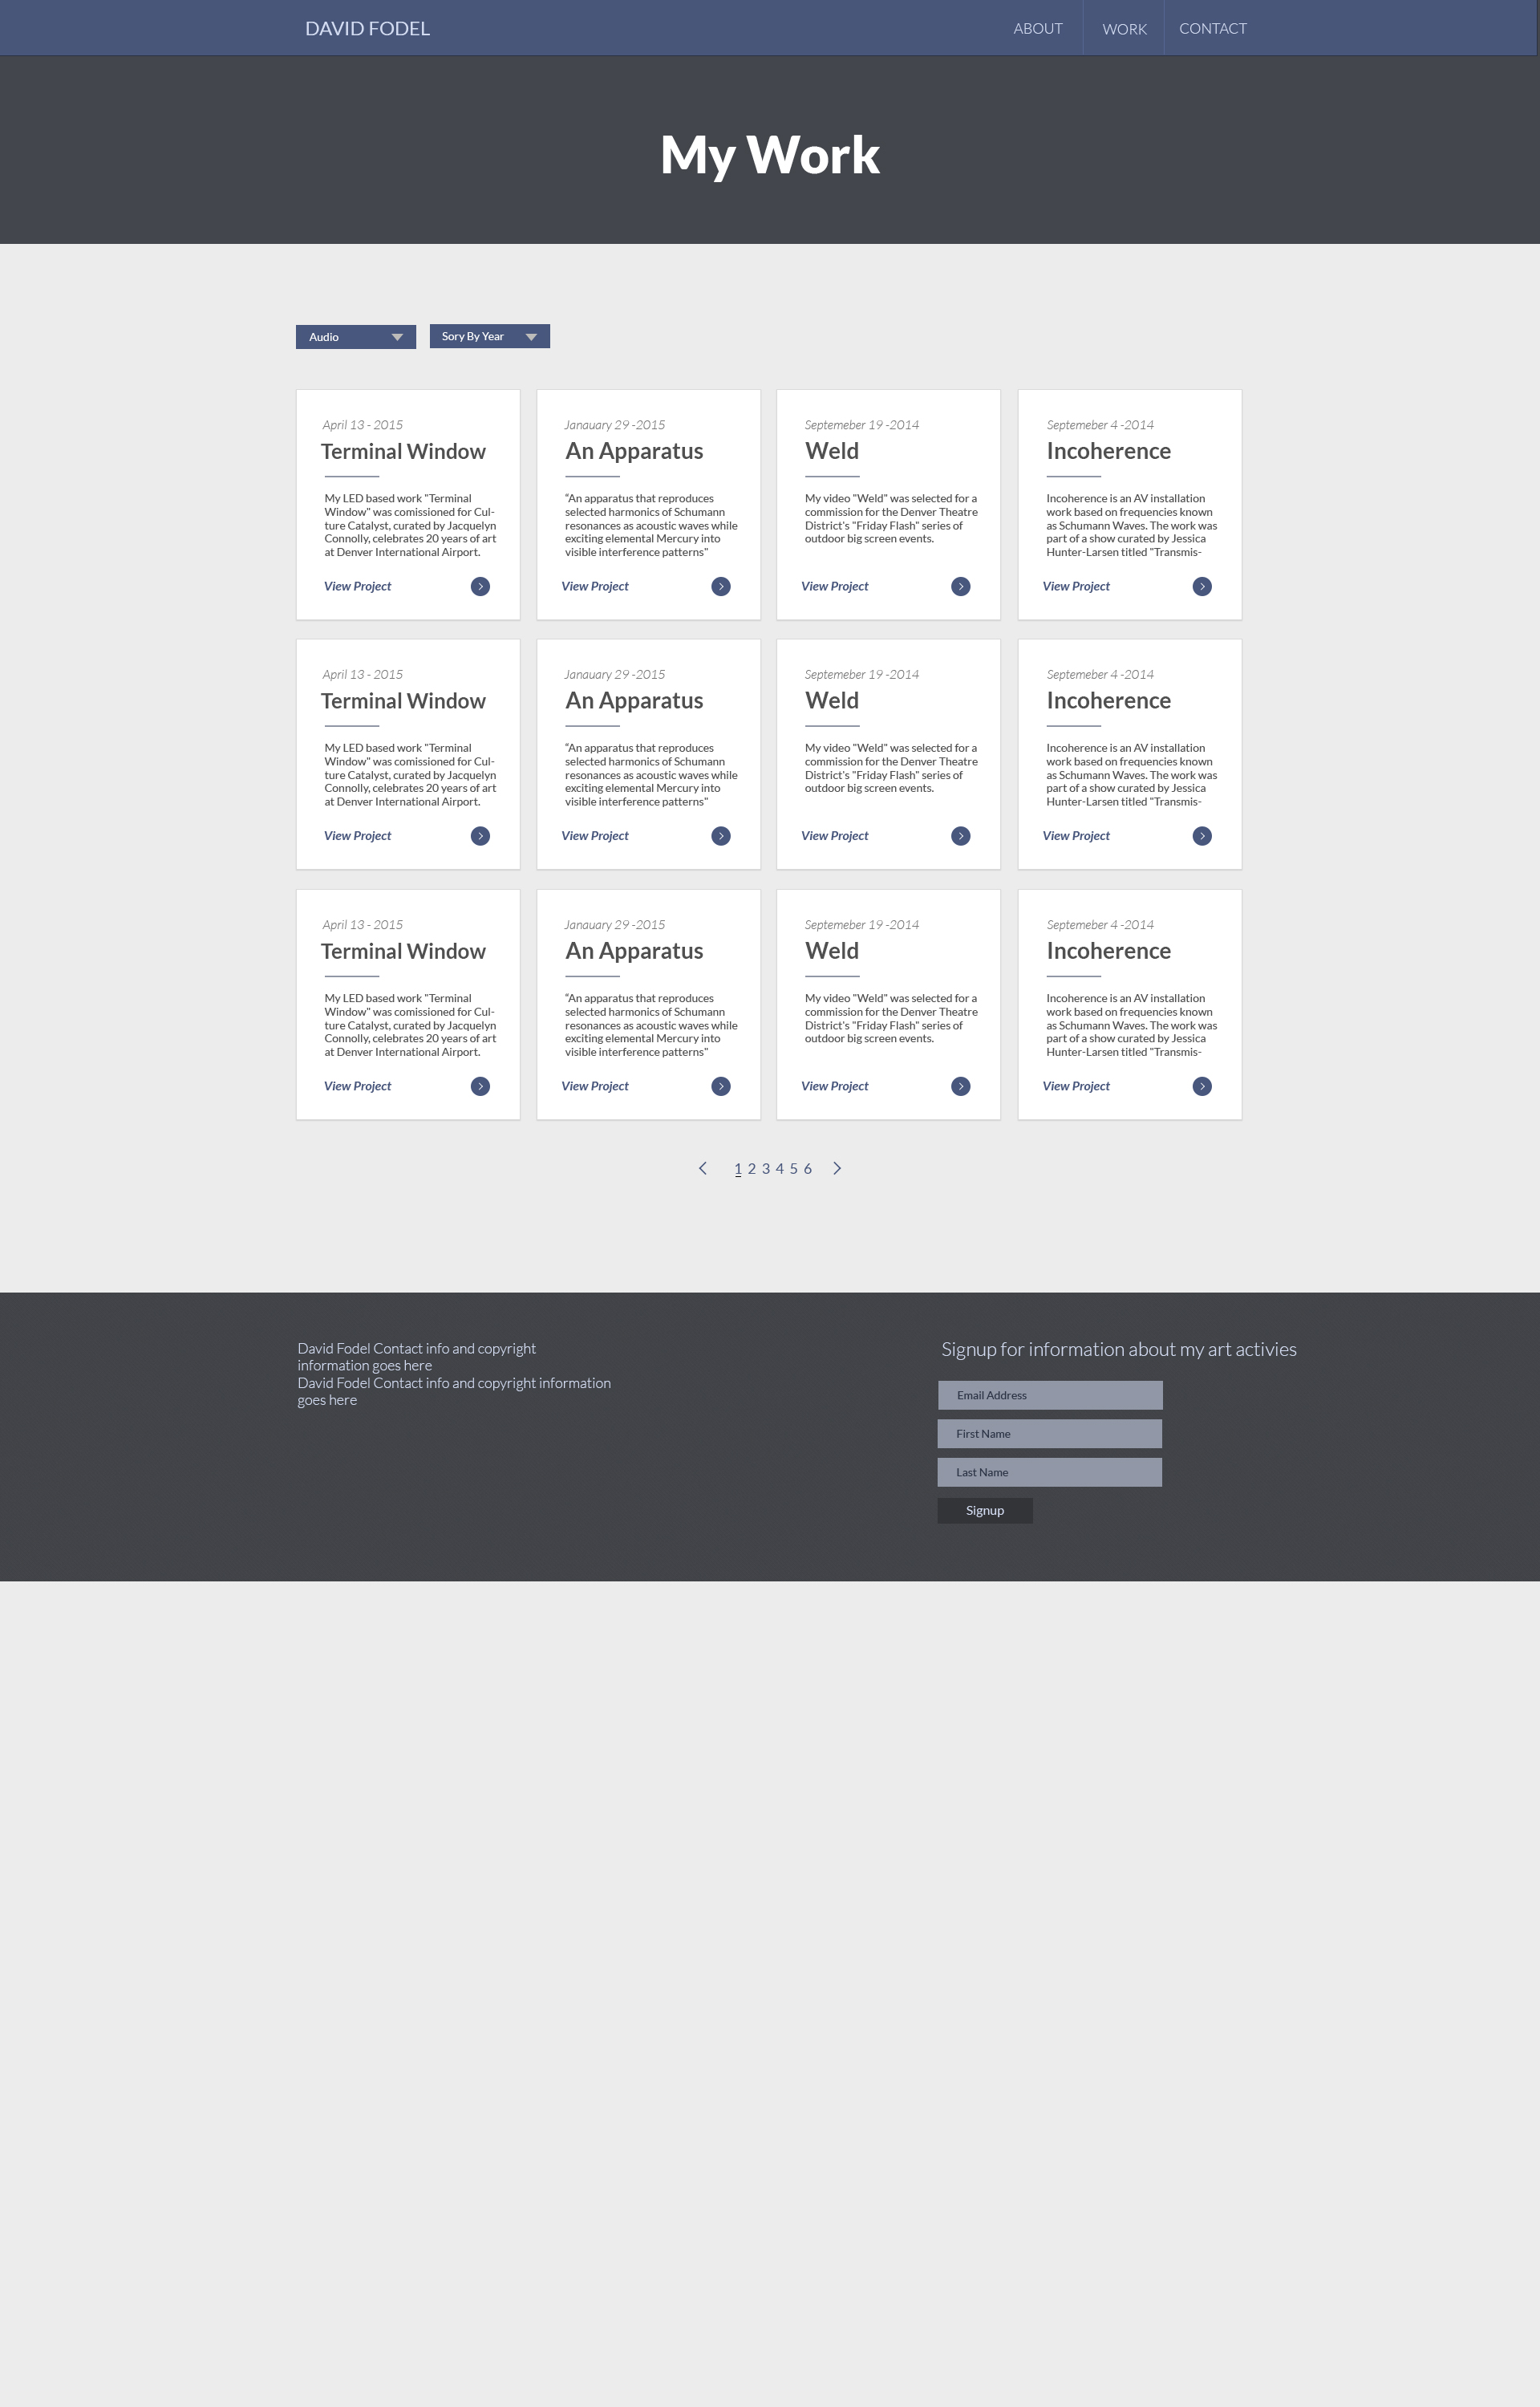 DAVID FODEL
ABOUT
WORK
CONTACT
My Work
Audio
Sory By Year
April 13 - 2015
Terminal Window
My LED based work "Terminal
Window" was comissioned for Cul-
ture Catalyst, curated by Jacquelyn
Connolly, celebrates 20 years of art
at Denver International Airport.
View Project
Janauary 29 -2015
An Apparatus
“An apparatus that reproduces
selected harmonics of Schumann
resonances as acoustic waves while
exciting elemental Mercury into
visible interference patterns"
View Project
Septemeber 19 -2014
Weld
My video "Weld" was selected for a
commission for the Denver Theatre
District's "Friday Flash" series of
outdoor big screen events.
View Project
Septemeber 4 -2014
Incoherence
Incoherence is an AV installation
work based on frequencies known
as Schumann Waves. The work was
part of a show curated by Jessica
Hunter-Larsen titled "Transmis-
View Project
April 13 - 2015
Terminal Window
My LED based work "Terminal
Window" was comissioned for Cul-
ture Catalyst, curated by Jacquelyn
Connolly, celebrates 20 years of art
at Denver International Airport.
View Project
Janauary 29 -2015
An Apparatus
“An apparatus that reproduces
selected harmonics of Schumann
resonances as acoustic waves while
exciting elemental Mercury into
visible interference patterns"
View Project
Septemeber 19 -2014
Weld
My video "Weld" was selected for a
commission for the Denver Theatre
District's "Friday Flash" series of
outdoor big screen events.
View Project
Septemeber 4 -2014
Incoherence
Incoherence is an AV installation
work based on frequencies known
as Schumann Waves. The work was
part of a show curated by Jessica
Hunter-Larsen titled "Transmis-
View Project
April 13 - 2015
Terminal Window
My LED based work "Terminal
Window" was comissioned for Cul-
ture Catalyst, curated by Jacquelyn
Connolly, celebrates 20 years of art
at Denver International Airport.
View Project
Janauary 29 -2015
An Apparatus
“An apparatus that reproduces
selected harmonics of Schumann
resonances as acoustic waves while
exciting elemental Mercury into
visible interference patterns"
View Project
Septemeber 19 -2014
Weld
My video "Weld" was selected for a
commission for the Denver Theatre
District's "Friday Flash" series of
outdoor big screen events.
View Project
Septemeber 4 -2014
Incoherence
Incoherence is an AV installation
work based on frequencies known
as Schumann Waves. The work was
part of a show curated by Jessica
Hunter-Larsen titled "Transmis-
View Project
1 2 3 4 5 6
David Fodel Contact info and copyright
information goes here
David Fodel Contact info and copyright information
goes here
Signup for information about my art activies
Email Address
First Name
Last Name
Signup